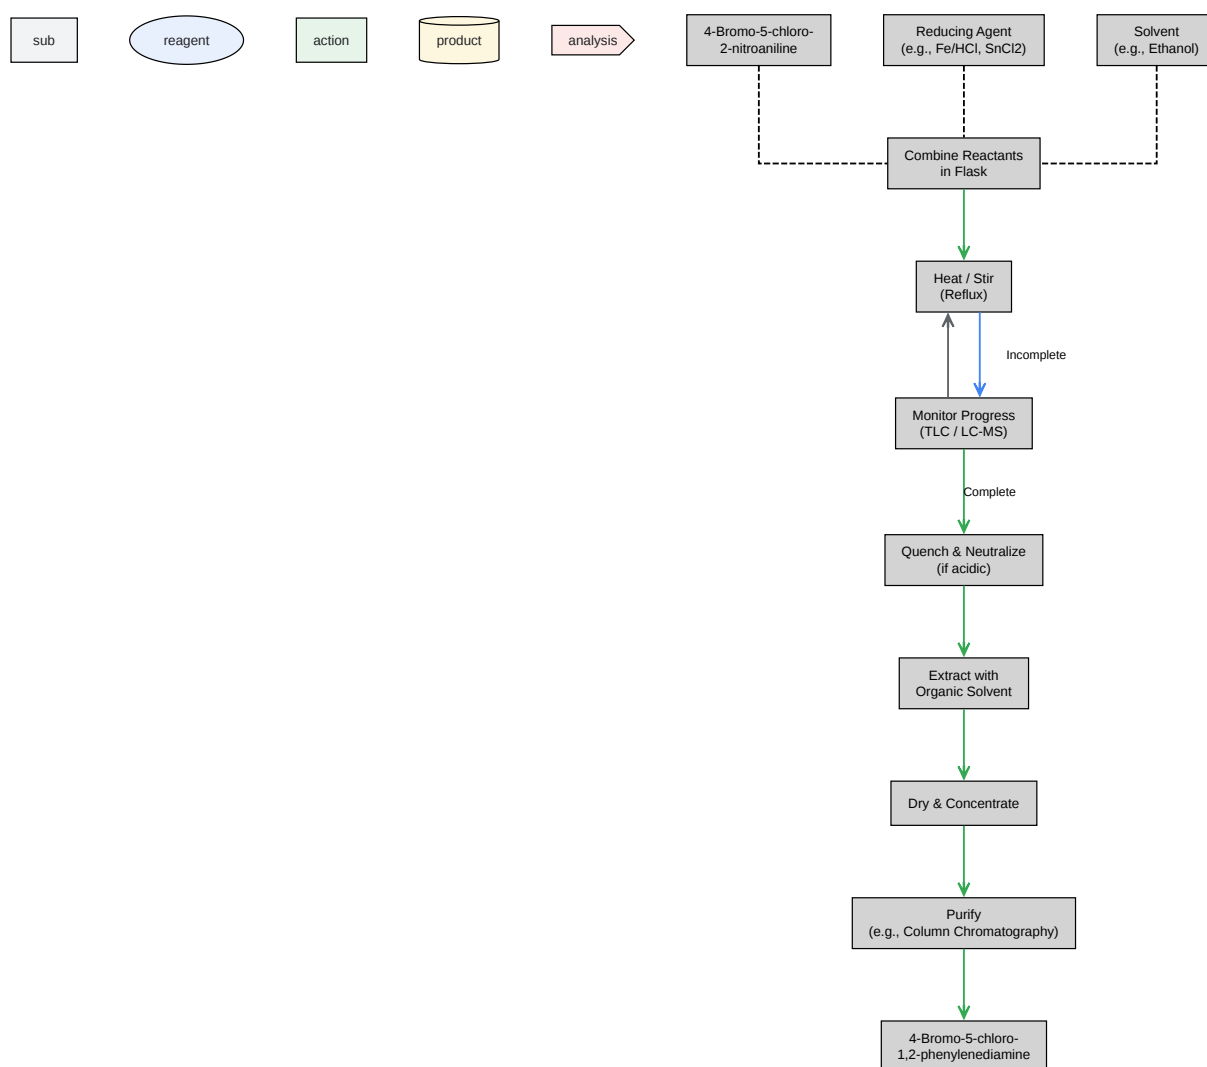 sub
reagent
action
product
analysis
4-Bromo-5-chloro-
2-nitroaniline
Reducing Agent
(e.g., Fe/HCl, SnCl2)
Solvent
(e.g., Ethanol)
Combine Reactants
in Flask
Heat / Stir
(Reflux)
Incomplete
Monitor Progress
(TLC / LC-MS)
Complete
Quench & Neutralize
(if acidic)
Extract with
Organic Solvent
Dry & Concentrate
Purify
(e.g., Column Chromatography)
4-Bromo-5-chloro-
1,2-phenylenediamine